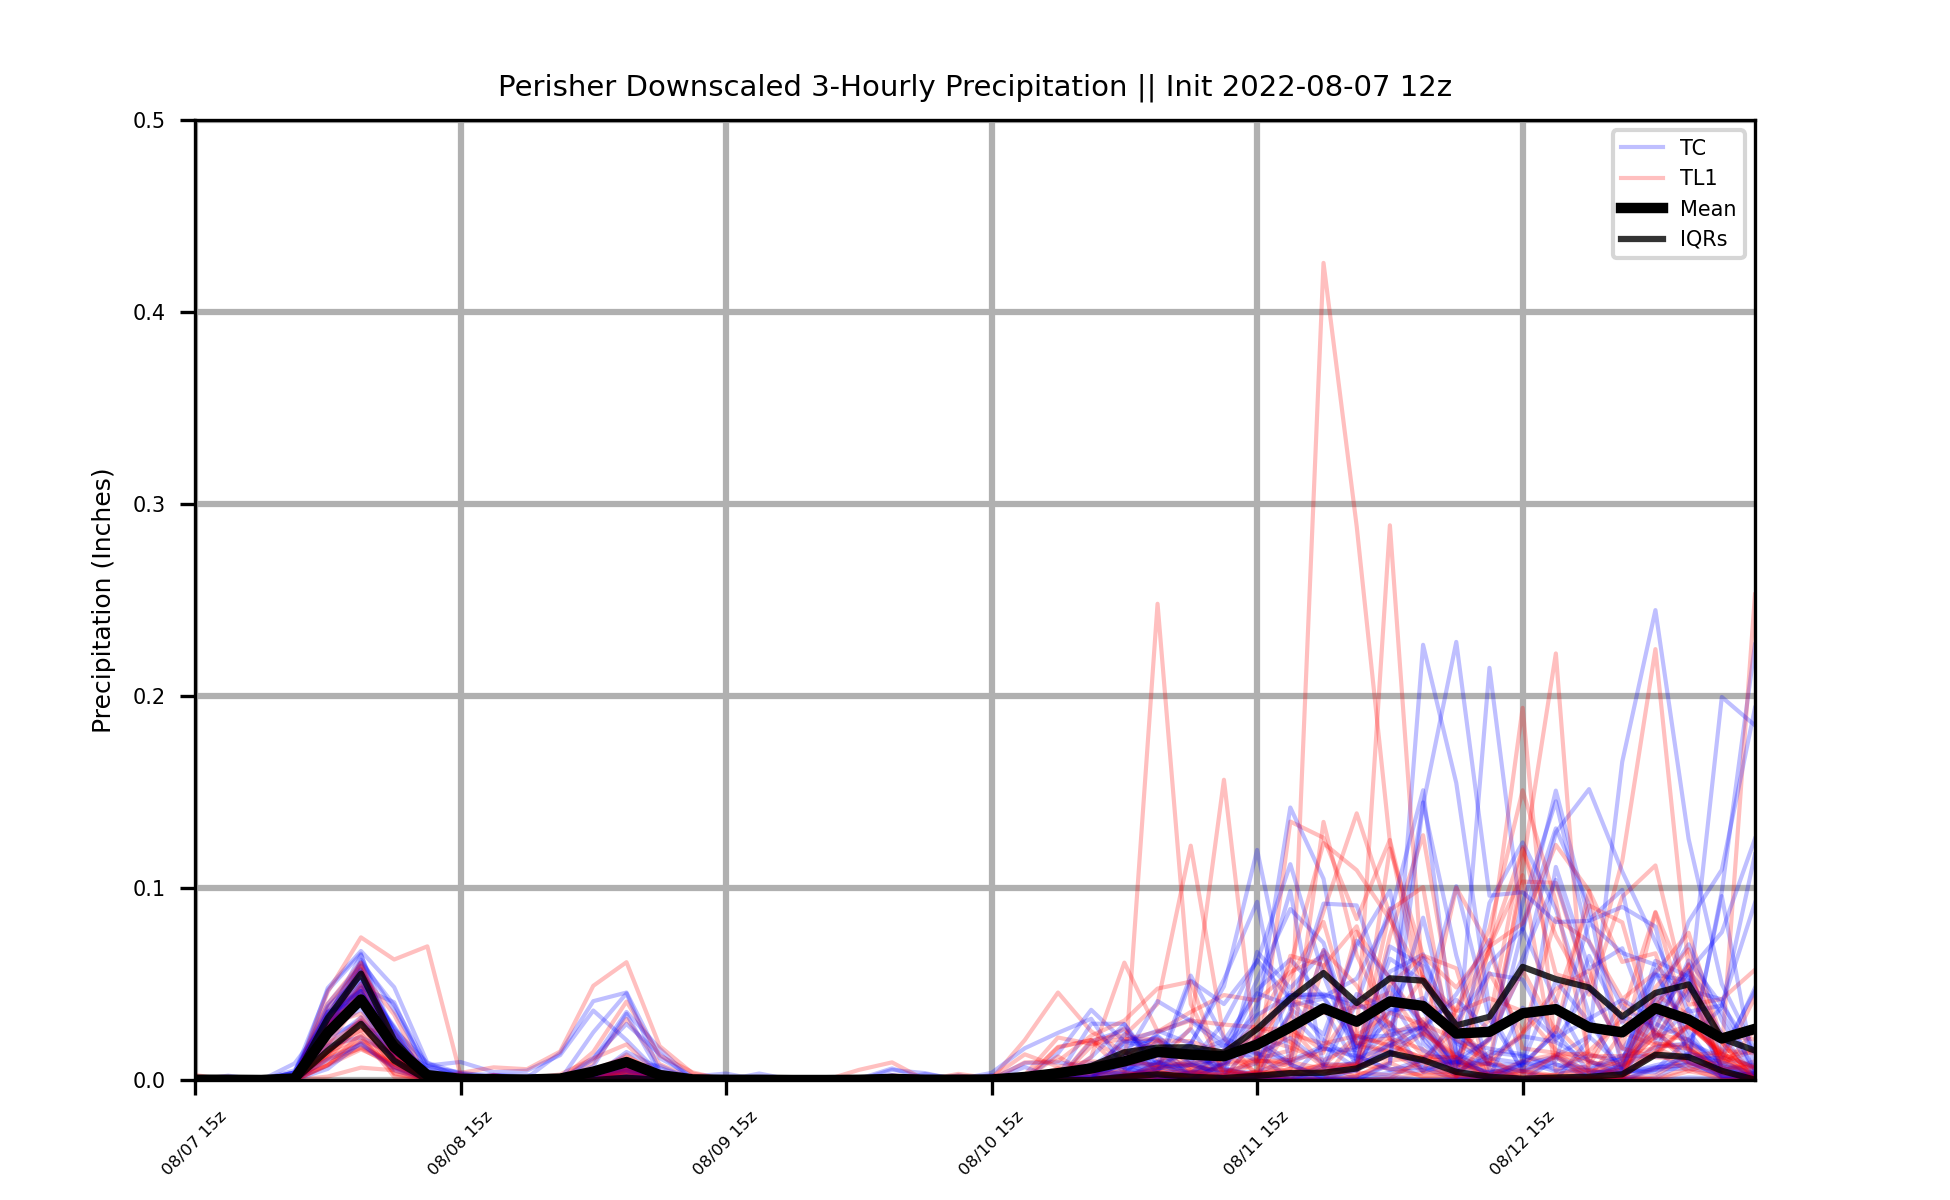 Perisher Downscaled 3-Hourly Precipitation || Init 2022-08-07 12z
0.5
0.4
0.3
0.2
0.1
0.0
Precipitation (Inches)
TC
TL1
Mean
IQRs
08/07 15z
08/08 15z
08/09 15z
08/10 15z
08/11 15z
08/12 15z